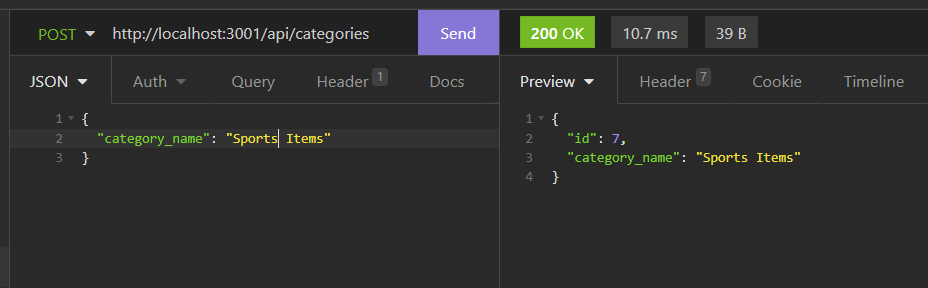 POST http://localhost:3001/api/categories Send 200 OK 10.7 ms 39 B
JSON Auth Query Header 1 Docs Preview Header 7 Cookie Timeline
1 {
2 "category_name": "Sports Items"
3 }
1 {
2 "id": 7,
3 "category_name": "Sports Items"
4 }